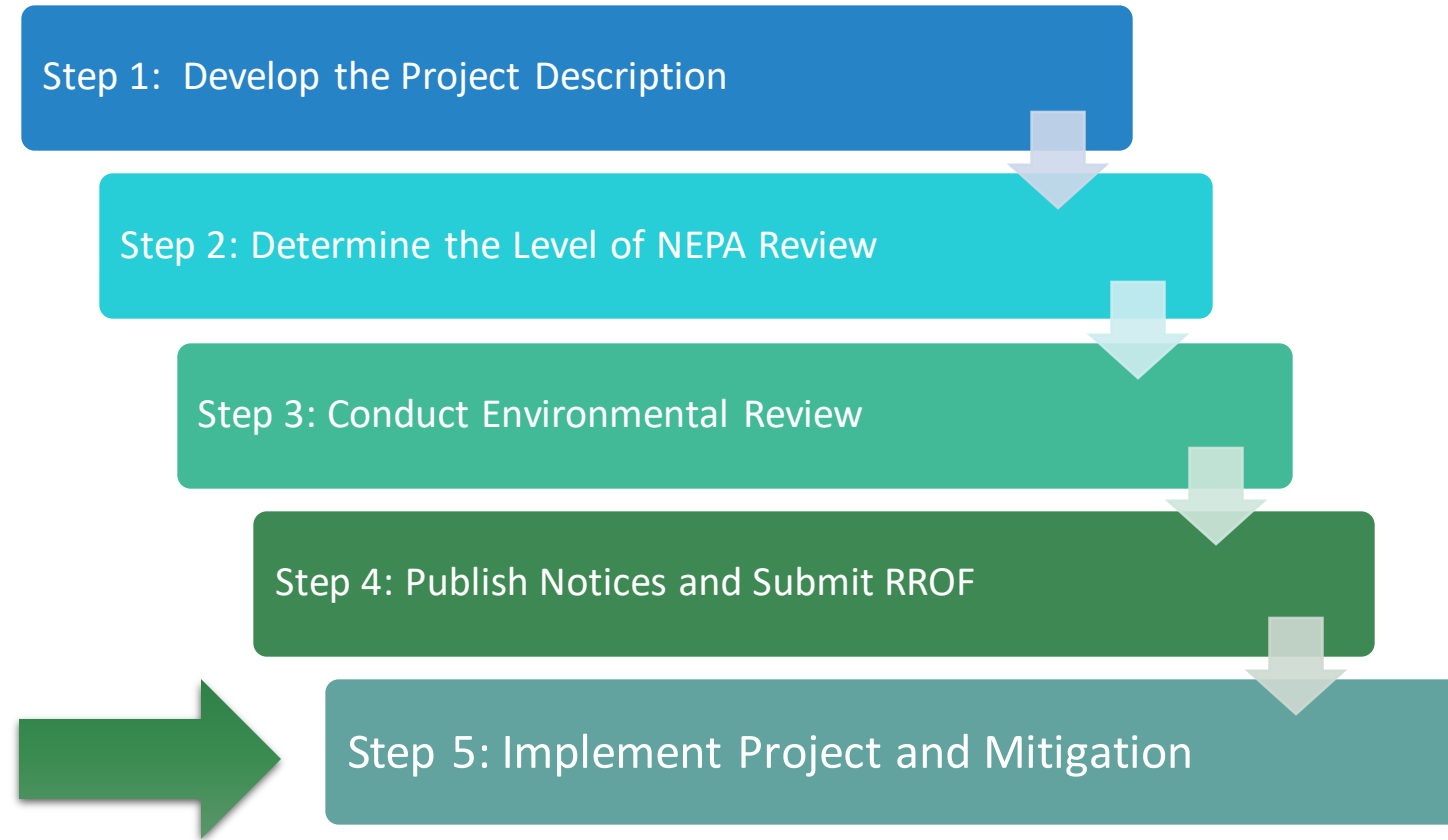 Step 1:  Develop the Project Description
Step 2: Determine the Level of NEPA Review
Step 3: Conduct Environmental Review
Step 4: Publish Notices and Submit RROF
Step 5: Implement Project and Mitigation